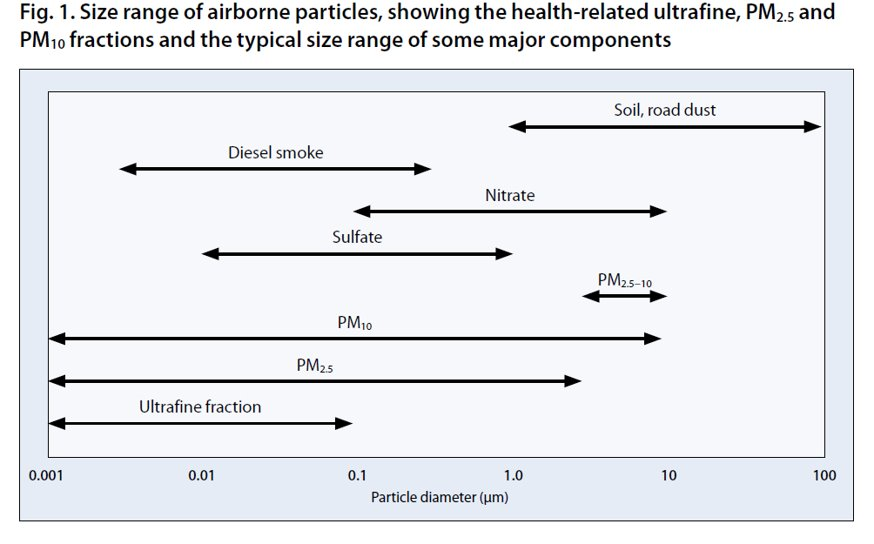 Fig. 1. Size range of airborne particles, showing the health-related ultrafine, PM2.5 and
PM10 fractions and the typical size range of some major components
Soil, road dust
Diesel smoke
Nitrate
Sulfate
PM2.5–10
PM10
PM2.5
Ultrafine fraction
0.001 0.01 0.1 1.0 10 100
Particle diameter (µm)